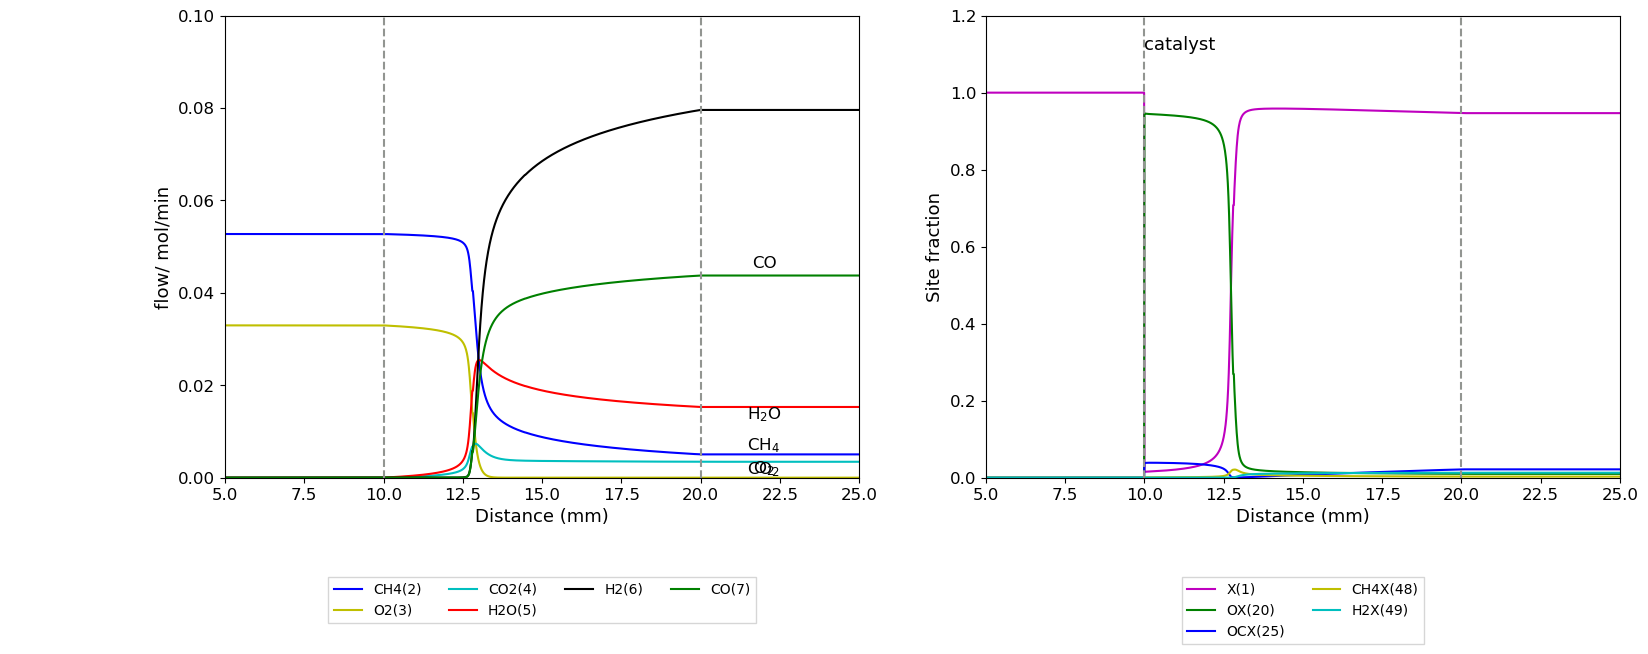 0.10
0.08
0.06
0.04
0.02
0.00
flow/ mol/min
CO
H₂O
CH₄
CO₂
O₂
5.0 7.5 10.0 12.5 15.0 17.5 20.0 22.5 25.0
Distance (mm)
CH4(2) CO2(4) H2(6) CO(7)
O2(3) H2O(5)
1.2
1.0
0.8
0.6
0.4
0.2
0.0
Site fraction
catalyst
5.0 7.5 10.0 12.5 15.0 17.5 20.0 22.5 25.0
Distance (mm)
X(1) CH4X(48)
OX(20) H2X(49)
OCX(25)